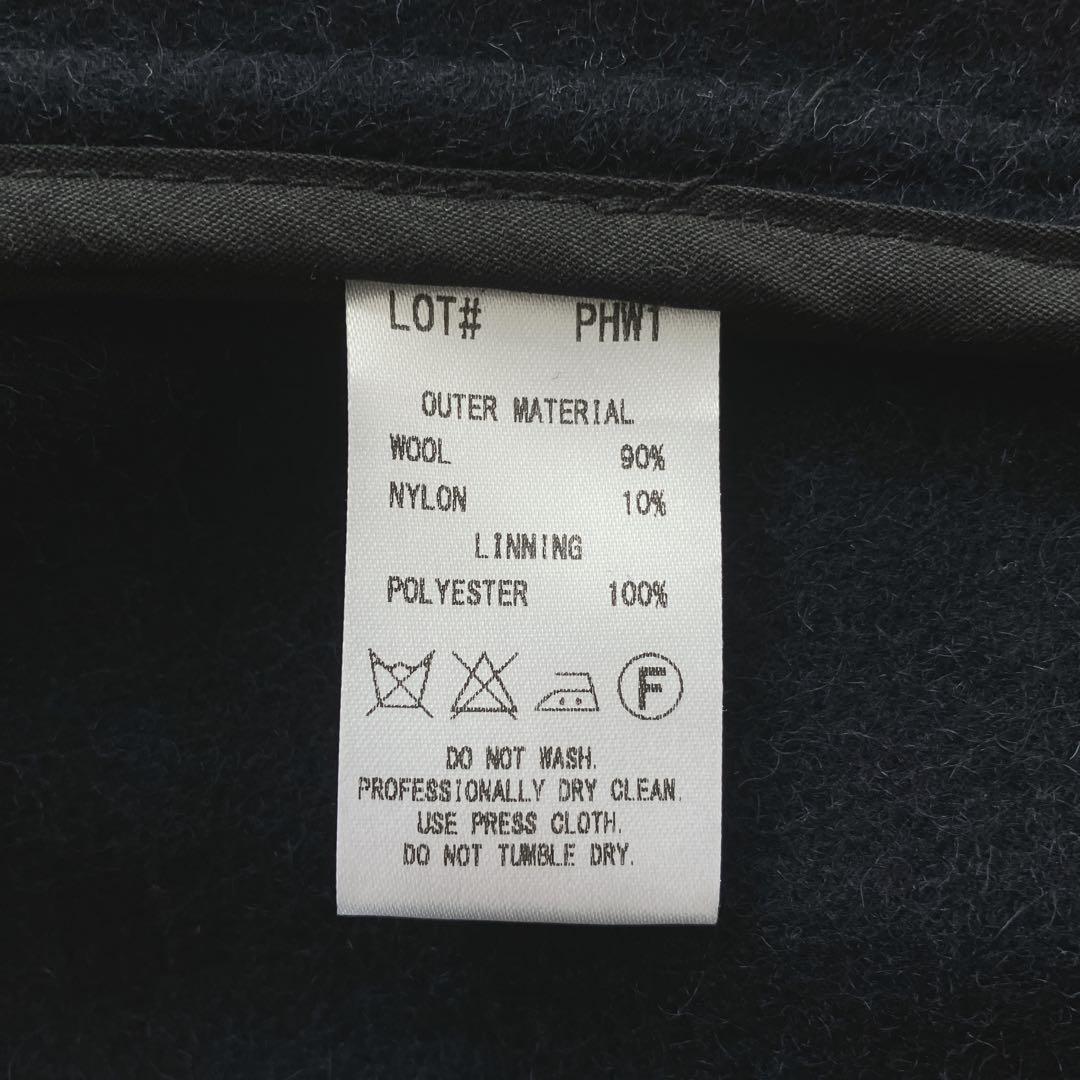 LOT# PHW1
OUTER MATERIAL
WOOL 90%
NYLON 10%
LINNING
POLYESTER 100%
F
DO NOT WASH.
PROFESSIONALLY DRY CLEAN.
USE PRESS CLOTH.
DO NOT TUMBLE DRY.